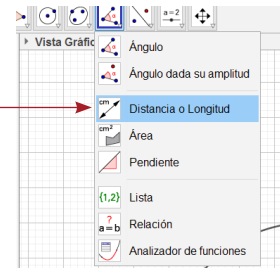 a=2
Vista Gráfic
Ángulo
Ángulo dada su amplitud
cm
Distancia o Longitud
cm²
Área
Pendiente
{1,2}
Lista
?
a=b
Relación
Analizador de funciones